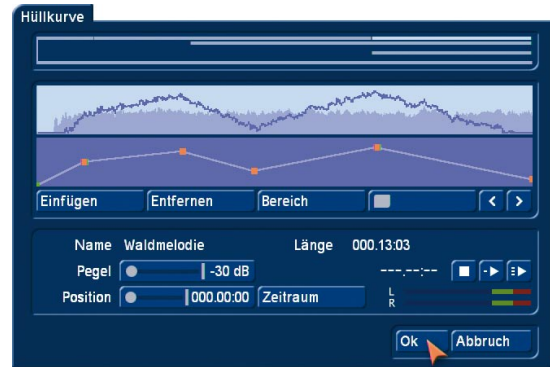 Hüllkurve
Einfügen Entfernen Bereich < >
Name Waldmelodie Länge 000.13:03
Pegel -30 dB ---.--:--
Position 000.00:00 Zeitraum L
R
Ok Abbruch